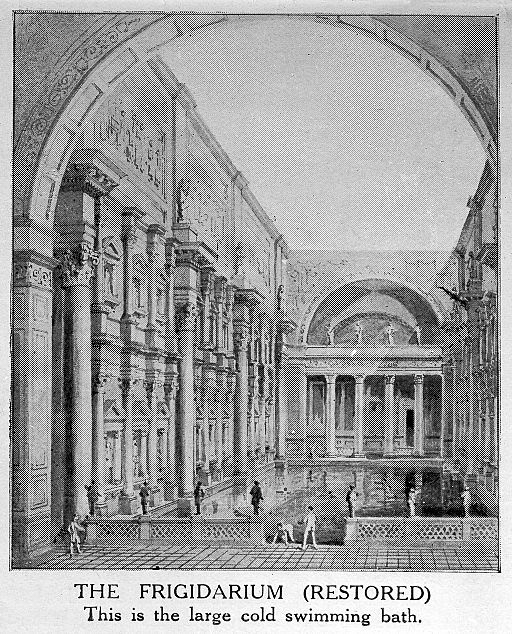 THE FRIGIDARIUM (RESTORED)
This is the large cold swimming bath.